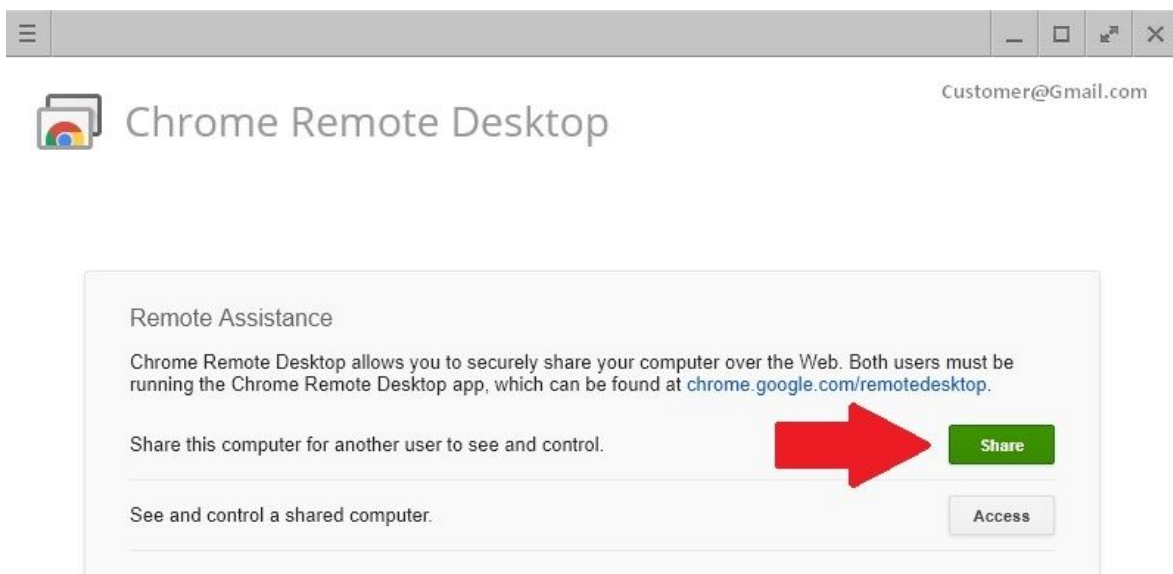 Customer@Gmail.com
Chrome Remote Desktop
Remote Assistance
Chrome Remote Desktop allows you to securely share your computer over the Web. Both users must be
running the Chrome Remote Desktop app, which can be found at chrome.google.com/remotedesktop.
Share this computer for another user to see and control.
Share
See and control a shared computer.
Access